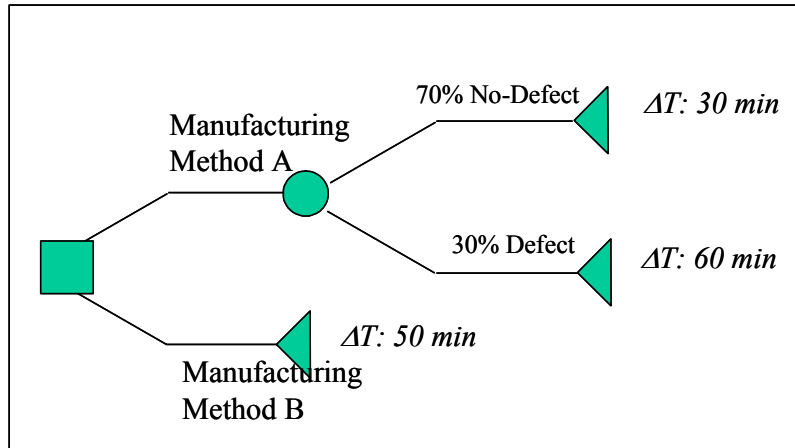 70% No-Defect
ΔT: 30 min
Manufacturing
Method A
30% Defect
ΔT: 60 min
ΔT: 50 min
Manufacturing
Method B